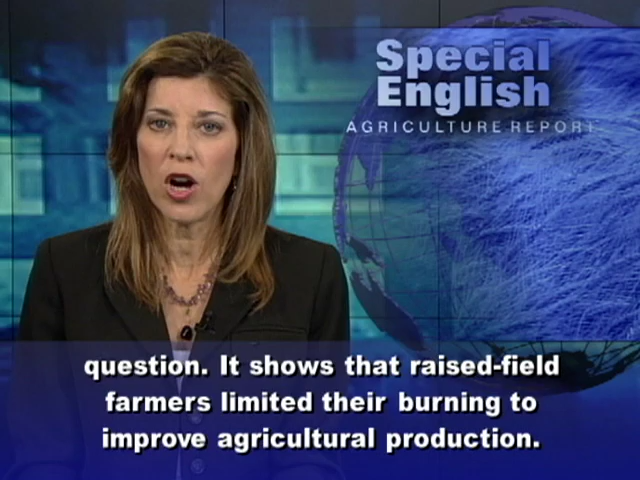 Special
English
AGRICULTURE REPORT
question. It shows that raised-field
farmers limited their burning to
improve agricultural production.